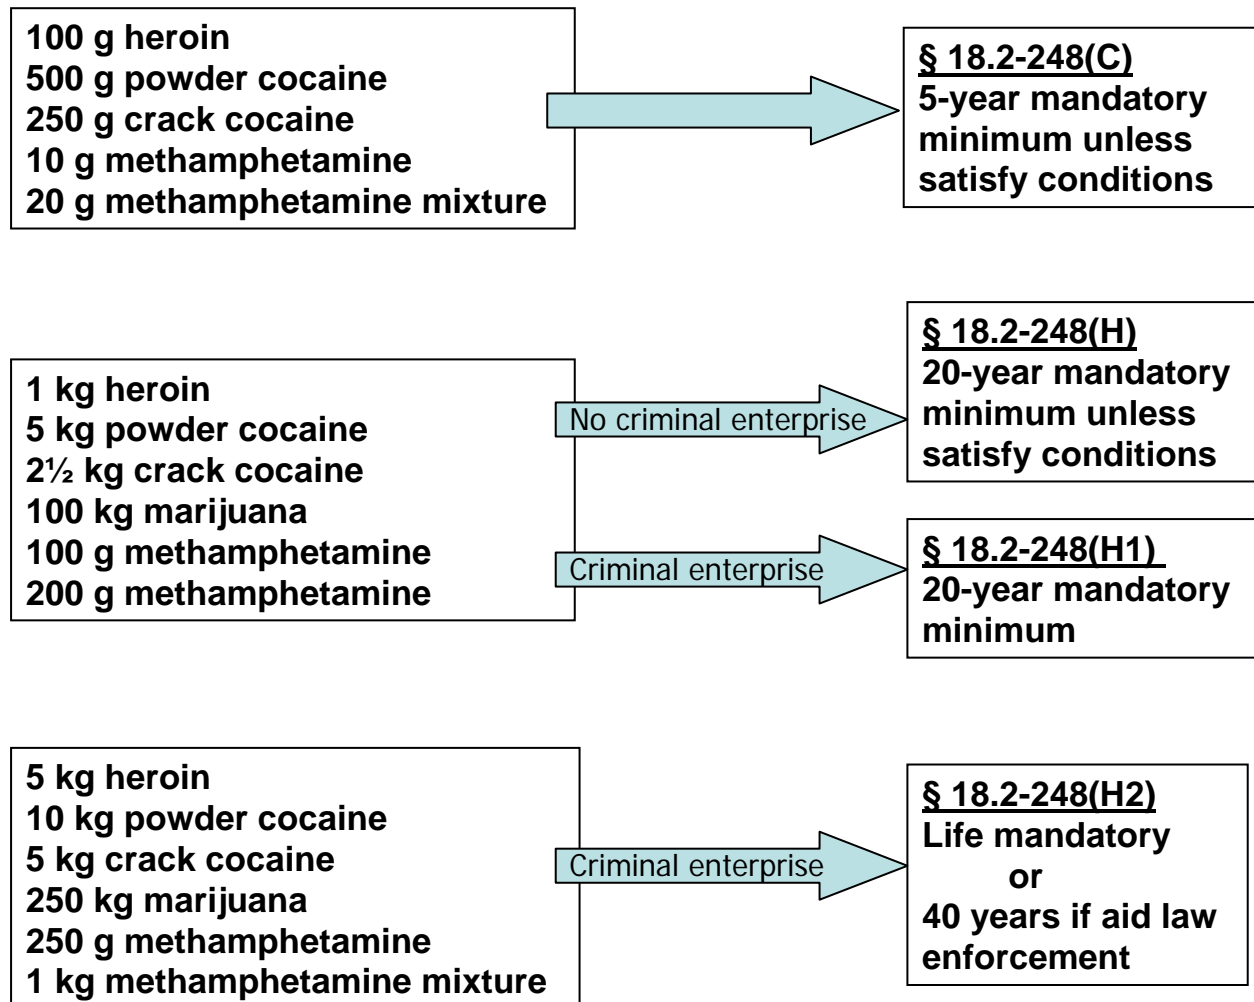 100 g heroin
500 g powder cocaine
250 g crack cocaine
10 g methamphetamine
20 g methamphetamine mixture
§ 18.2-248(C)
5-year mandatory
minimum unless
satisfy conditions
1 kg heroin
5 kg powder cocaine
2½ kg crack cocaine
100 kg marijuana
100 g methamphetamine
200 g methamphetamine
No criminal enterprise
§ 18.2-248(H)
20-year mandatory
minimum unless
satisfy conditions
Criminal enterprise
§ 18.2-248(H1)
20-year mandatory
minimum
5 kg heroin
10 kg powder cocaine
5 kg crack cocaine
250 kg marijuana
250 g methamphetamine
1 kg methamphetamine mixture
Criminal enterprise
§ 18.2-248(H2)
Life mandatory
or
40 years if aid law
enforcement